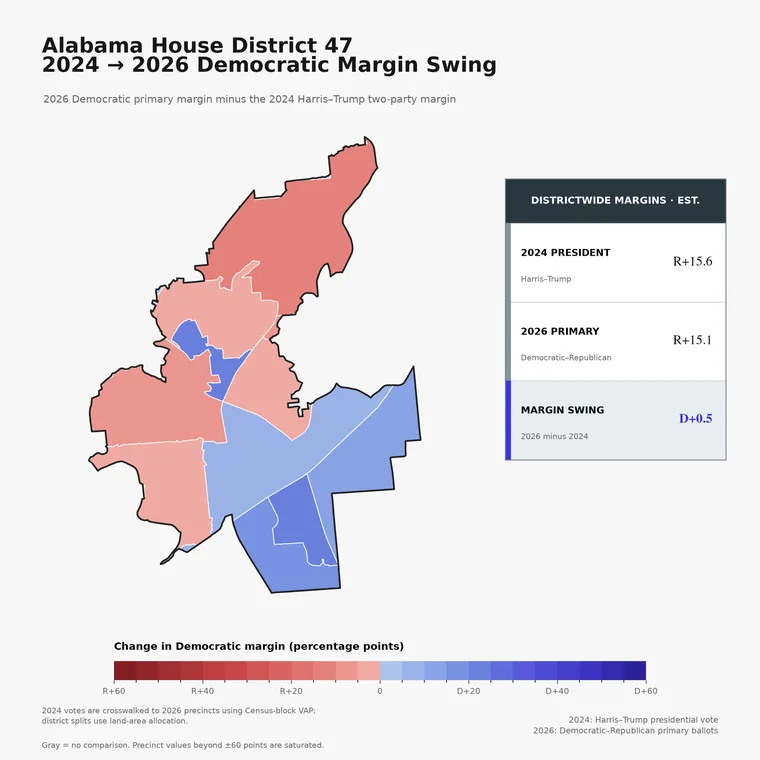 Alabama House District 47
2024 → 2026 Democratic Margin Swing
2026 Democratic primary margin minus the 2024 Harris–Trump two-party margin
DISTRICTWIDE MARGINS · EST.
2024 PRESIDENT
R+15.6
Harris–Trump
2026 PRIMARY
R+15.1
Democratic–Republican
MARGIN SWING
D+0.5
2026 minus 2024
Change in Democratic margin (percentage points)
R+60 R+40 R+20 0 D+20 D+40 D+60
2024 votes are crosswalked to 2026 precincts using Census-block VAP;
district splits use land-area allocation.
2024: Harris–Trump presidential vote
2026: Democratic–Republican primary ballots
Gray = no comparison. Precinct values beyond ±60 points are saturated.